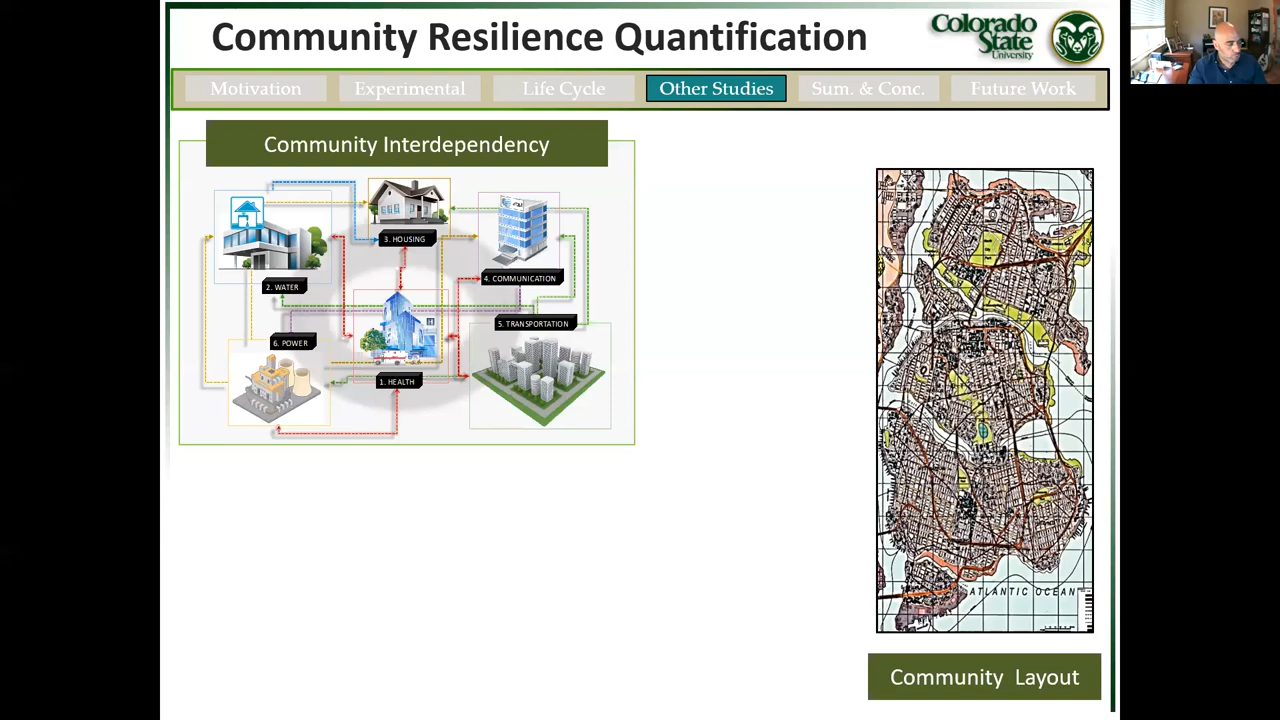 Community Resilience Quantification
Colorado
State
University
Motivation
Experimental
Life Cycle
Other Studies
Sum. & Conc.
Future Work
Community Interdependency
3. HOUSING
4. COMMUNICATION
2. WATER
5. TRANSPORTATION
6. POWER
H
1. HEALTH
ATLANTIC OCEAN
Community Layout